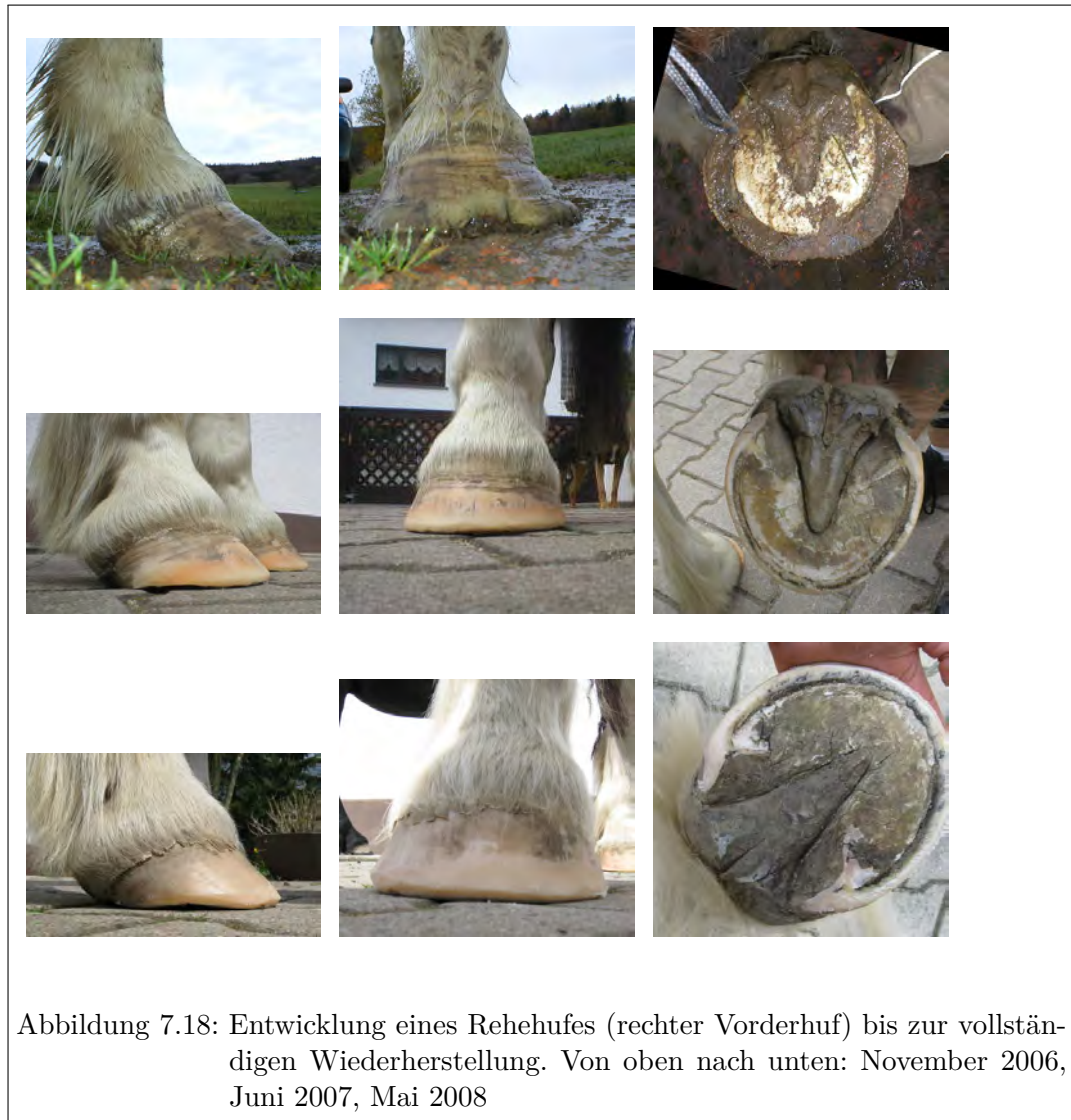 Abbildung 7.18: Entwicklung eines Rehehufes (rechter Vorderhuf) bis zur vollstän-
digen Wiederherstellung. Von oben nach unten: November 2006,
Juni 2007, Mai 2008